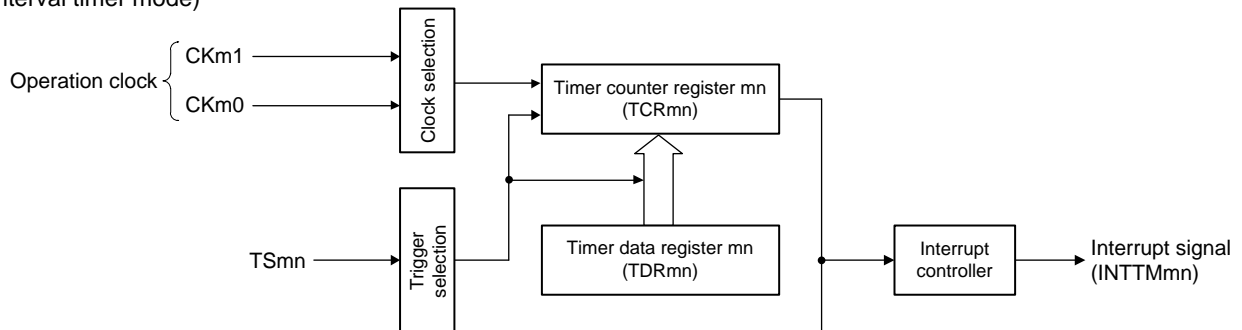 nterval timer mode)
CKm1
Operation clock
CKm0
Clock selection
Timer counter register mn
(TCRmn)
TSmn
Trigger
selection
Timer data register mn
(TDRmn)
Interrupt
controller
Interrupt signal
(INTTMmn)